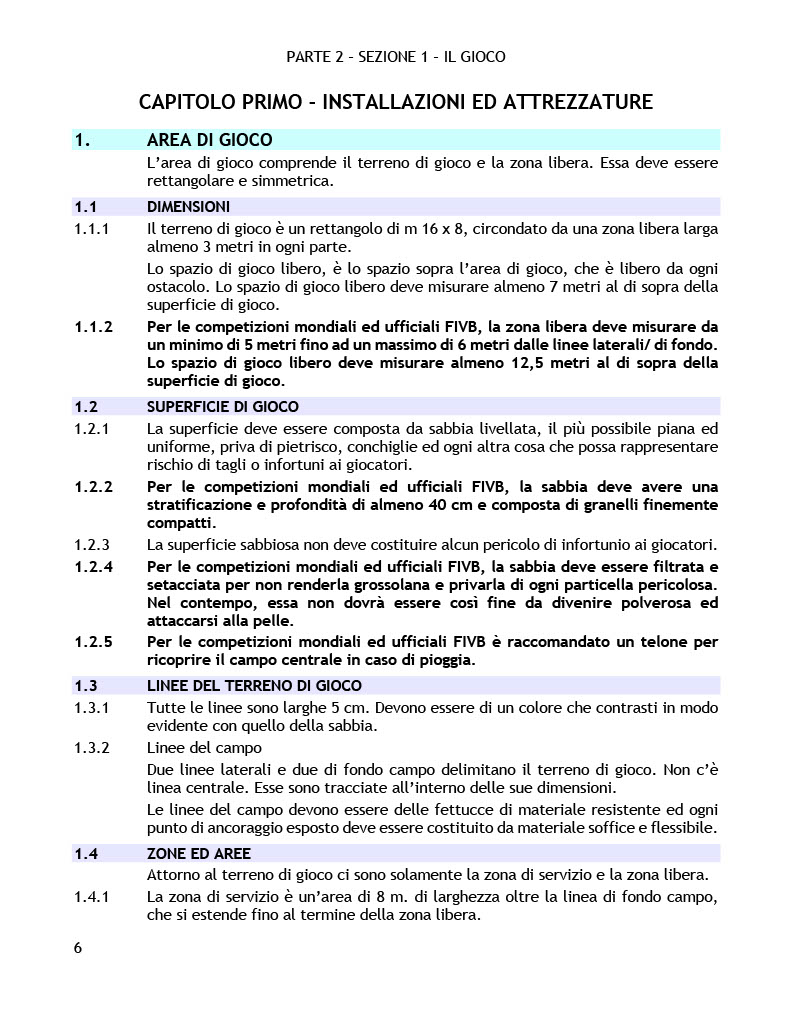 PARTE 2 – SEZIONE 1 – IL GIOCO
CAPITOLO PRIMO - INSTALLAZIONI ED ATTREZZATURE
1. AREA DI GIOCO
L’area di gioco comprende il terreno di gioco e la zona libera. Essa deve essere
rettangolare e simmetrica.
1.1 DIMENSIONI
1.1.1 Il terreno di gioco è un rettangolo di m 16 x 8, circondato da una zona libera larga
almeno 3 metri in ogni parte.
Lo spazio di gioco libero, è lo spazio sopra l’area di gioco, che è libero da ogni
ostacolo. Lo spazio di gioco libero deve misurare almeno 7 metri al di sopra della
superficie di gioco.
1.1.2 Per le competizioni mondiali ed ufficiali FIVB, la zona libera deve misurare da
un minimo di 5 metri fino ad un massimo di 6 metri dalle linee laterali/ di fondo.
Lo spazio di gioco libero deve misurare almeno 12,5 metri al di sopra della
superficie di gioco.
1.2 SUPERFICIE DI GIOCO
1.2.1 La superficie deve essere composta da sabbia livellata, il più possibile piana ed
uniforme, priva di pietrisco, conchiglie ed ogni altra cosa che possa rappresentare
rischio di tagli o infortuni ai giocatori.
1.2.2 Per le competizioni mondiali ed ufficiali FIVB, la sabbia deve avere una
stratificazione e profondità di almeno 40 cm e composta di granelli finemente
compatti.
1.2.3 La superficie sabbiosa non deve costituire alcun pericolo di infortunio ai giocatori.
1.2.4 Per le competizioni mondiali ed ufficiali FIVB, la sabbia deve essere filtrata e
setacciata per non renderla grossolana e privarla di ogni particella pericolosa.
Nel contempo, essa non dovrà essere così fine da divenire polverosa ed
attaccarsi alla pelle.
1.2.5 Per le competizioni mondiali ed ufficiali FIVB è raccomandato un telone per
ricoprire il campo centrale in caso di pioggia.
1.3 LINEE DEL TERRENO DI GIOCO
1.3.1 Tutte le linee sono larghe 5 cm. Devono essere di un colore che contrasti in modo
evidente con quello della sabbia.
1.3.2 Linee del campo
Due linee laterali e due di fondo campo delimitano il terreno di gioco. Non c’è
linea centrale. Esse sono tracciate all’interno delle sue dimensioni.
Le linee del campo devono essere delle fettucce di materiale resistente ed ogni
punto di ancoraggio esposto deve essere costituito da materiale soffice e flessibile.
1.4 ZONE ED AREE
Attorno al terreno di gioco ci sono solamente la zona di servizio e la zona libera.
1.4.1 La zona di servizio è un’area di 8 m. di larghezza oltre la linea di fondo campo,
che si estende fino al termine della zona libera.
6